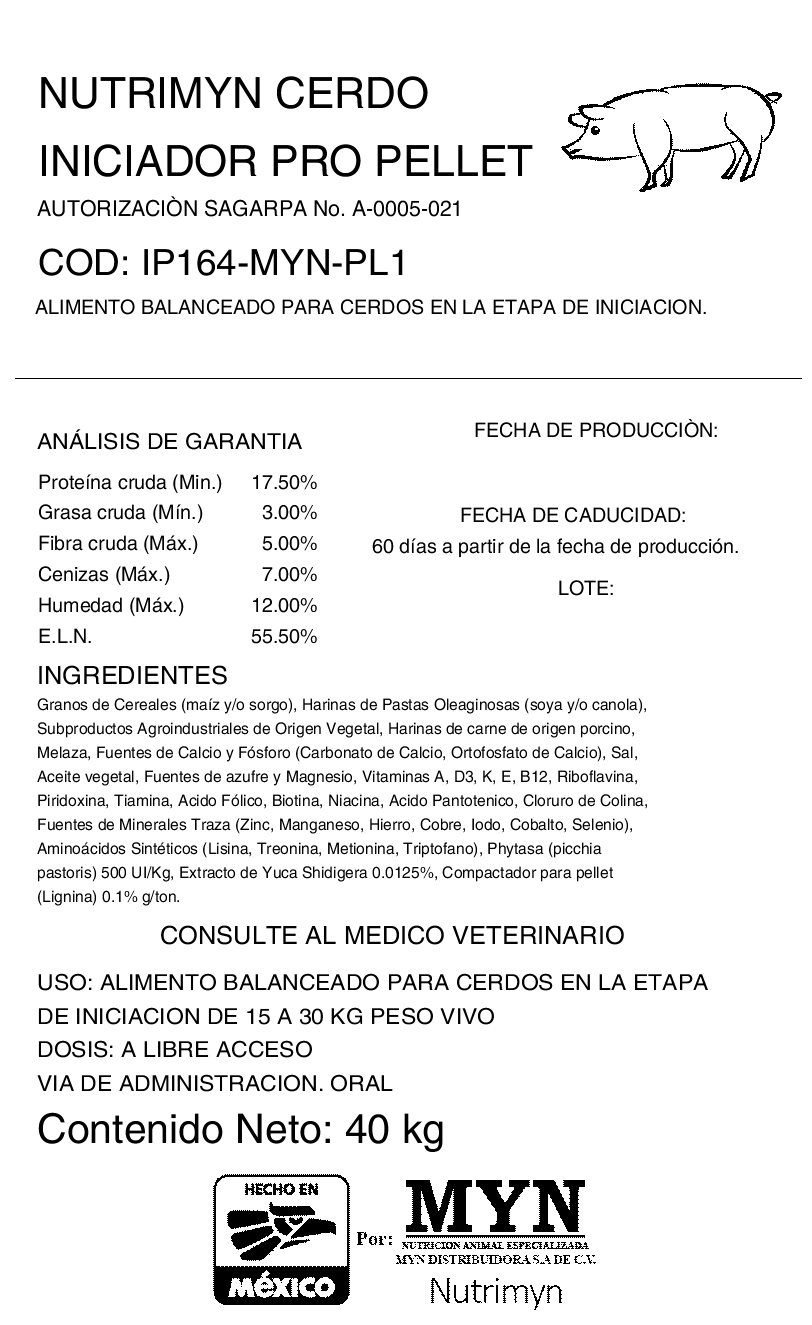 NUTRIMYN CERDO
INICIADOR PRO PELLET
AUTORIZACIÒN SAGARPA No. A-0005-021
COD: IP164-MYN-PL1
ALIMENTO BALANCEADO PARA CERDOS EN LA ETAPA DE INICIACION.
ANÁLISIS DE GARANTIA
Proteína cruda (Min.) 17.50%
Grasa cruda (Mín.) 3.00%
Fibra cruda (Máx.) 5.00%
Cenizas (Máx.) 7.00%
Humedad (Máx.) 12.00%
E.L.N. 55.50%
FECHA DE PRODUCCIÒN:
FECHA DE CADUCIDAD:
60 días a partir de la fecha de producción.
LOTE:
INGREDIENTES
Granos de Cereales (maíz y/o sorgo), Harinas de Pastas Oleaginosas (soya y/o canola),
Subproductos Agroindustriales de Origen Vegetal, Harinas de carne de origen porcino,
Melaza, Fuentes de Calcio y Fósforo (Carbonato de Calcio, Ortofosfato de Calcio), Sal,
Aceite vegetal, Fuentes de azufre y Magnesio, Vitaminas A, D3, K, E, B12, Riboflavina,
Piridoxina, Tiamina, Acido Fólico, Biotina, Niacina, Acido Pantotenico, Cloruro de Colina,
Fuentes de Minerales Traza (Zinc, Manganeso, Hierro, Cobre, Iodo, Cobalto, Selenio),
Aminoácidos Sintéticos (Lisina, Treonina, Metionina, Triptofano), Phytasa (picchia
pastoris) 500 UI/Kg, Extracto de Yuca Shidigera 0.0125%, Compactador para pellet
(Lignina) 0.1% g/ton.
CONSULTE AL MEDICO VETERINARIO
USO: ALIMENTO BALANCEADO PARA CERDOS EN LA ETAPA
DE INICIACION DE 15 A 30 KG PESO VIVO
DOSIS: A LIBRE ACCESO
VIA DE ADMINISTRACION. ORAL
Contenido Neto: 40 kg
HECHO EN
MéXICO
Por:
MYN
NUTRICION ANIMAL ESPECIALIZADA
MYN DISTRIBUIDORA S.A DE C.V.
Nutrimyn